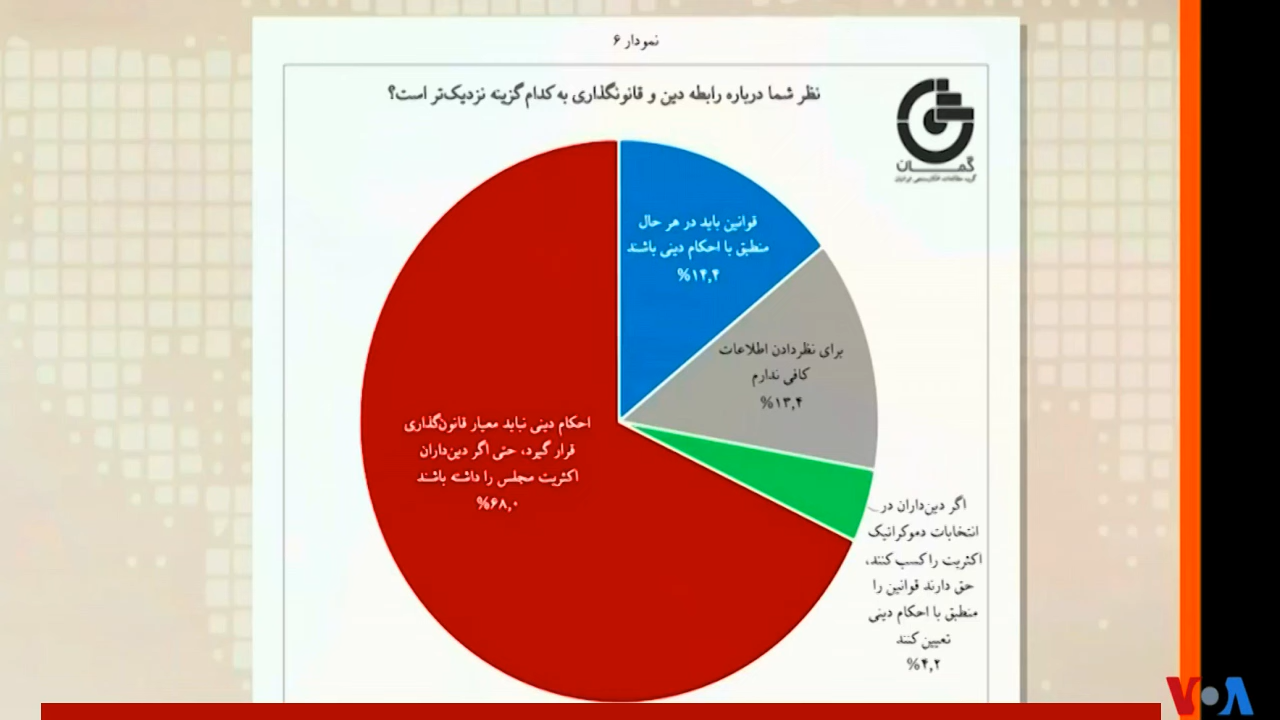 نمودار ۶
نظر شما درباره رابطه دین و قانونگذاری به کدام گزینه نزدیک‌تر است؟
گمان
گروه مطالعات افکارسنجی ایرانیان
قوانین باید در هر حال
منطبق با احکام دینی باشند
%۱۴,۴
برای نظردادن اطلاعات
کافی ندارم
%۱۳,۴
احکام دینی نباید معیار قانون‌گذاری
قرار گیرد، حتی اگر دین‌داران
اکثریت مجلس را داشته باشند
%۶۸,۰
اگر دین‌داران در
انتخابات دموکراتیک
اکثریت را کسب کنند،
حق دارند قوانین را
منطبق با احکام دینی
تعیین کنند
%۴,۲
VOA